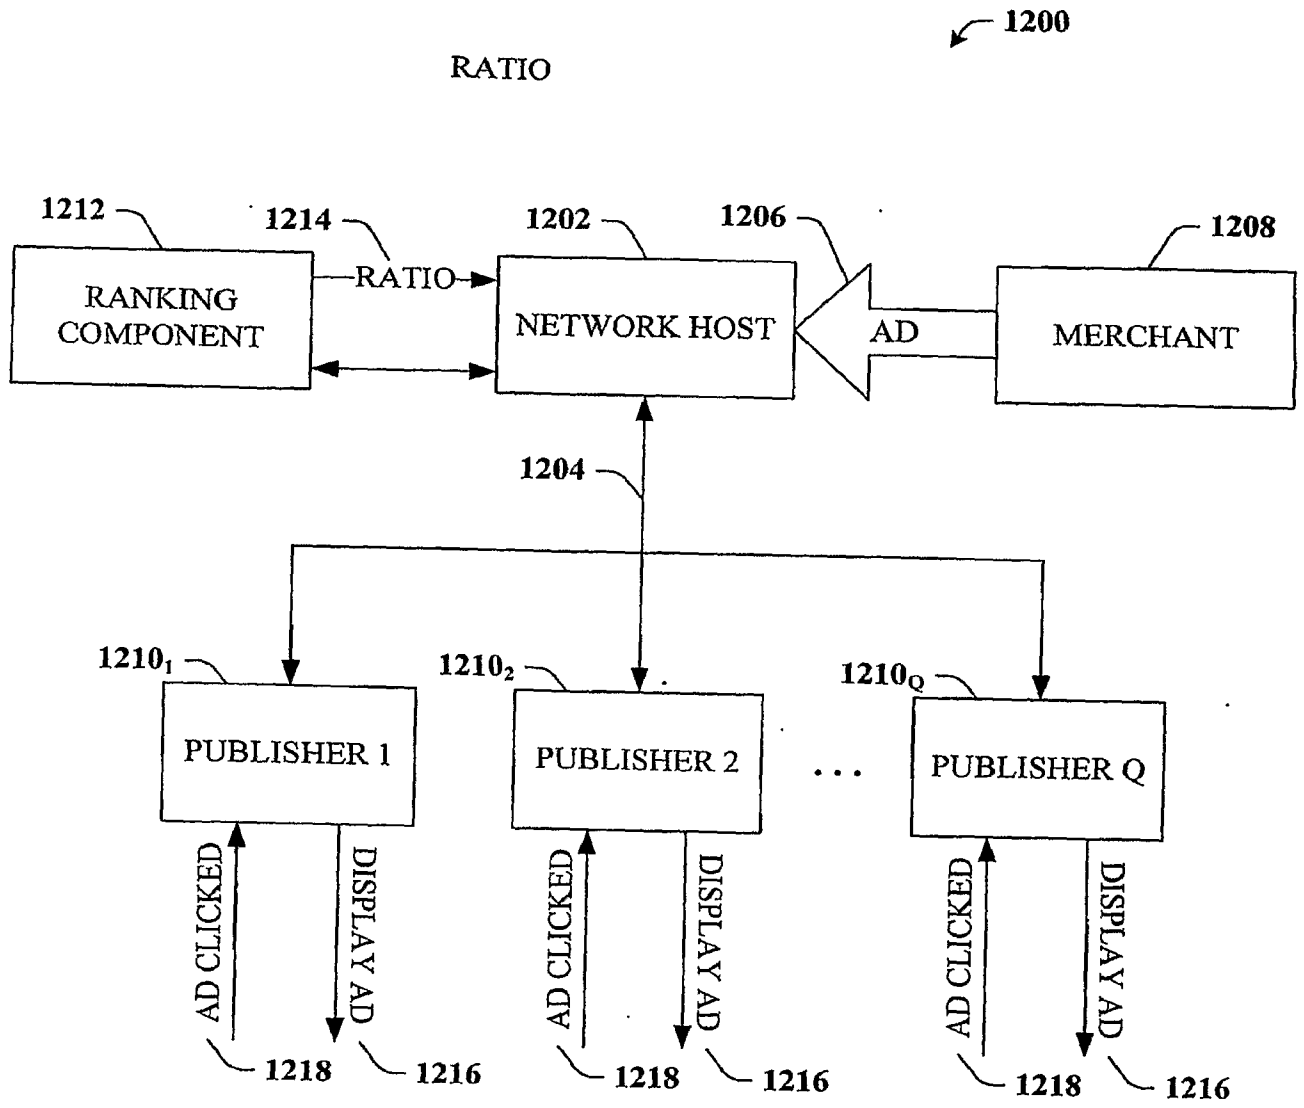 1200
RATIO
1212
1214
1202
1206
1208
RANKING
COMPONENT
RATIO
NETWORK HOST
AD
MERCHANT
1204
1210₁
1210₂
1210Q
PUBLISHER 1
PUBLISHER 2
...
PUBLISHER Q
AD CLICKED
DISPLAY AD
AD CLICKED
DISPLAY AD
AD CLICKED
DISPLAY AD
1218
1216
1218
1216
1218
1216